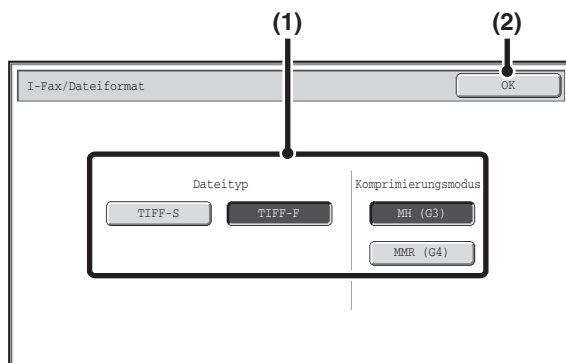 (1) (2)
I-Fax/Dateiformat OK
Dateityp Komprimierungsmodus
TIFF-S TIFF-F MH (G3)
MMR (G4)